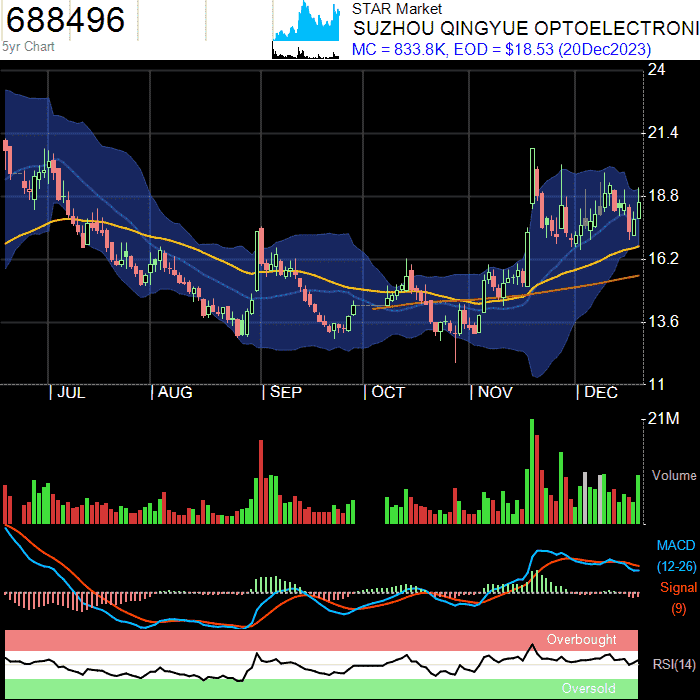 688496
5yr Chart
STAR Market
SUZHOU QINGYUE OPTOELECTRONI
MC = 833.8K, EOD = $18.53 (20Dec2023)
24
21.4
18.8
16.2
13.6
11
JUL
AUG
SEP
OCT
NOV
DEC
21M
Volume
MACD
(12-26)
Signal
(9)
Overbought
RSI(14)
Oversold